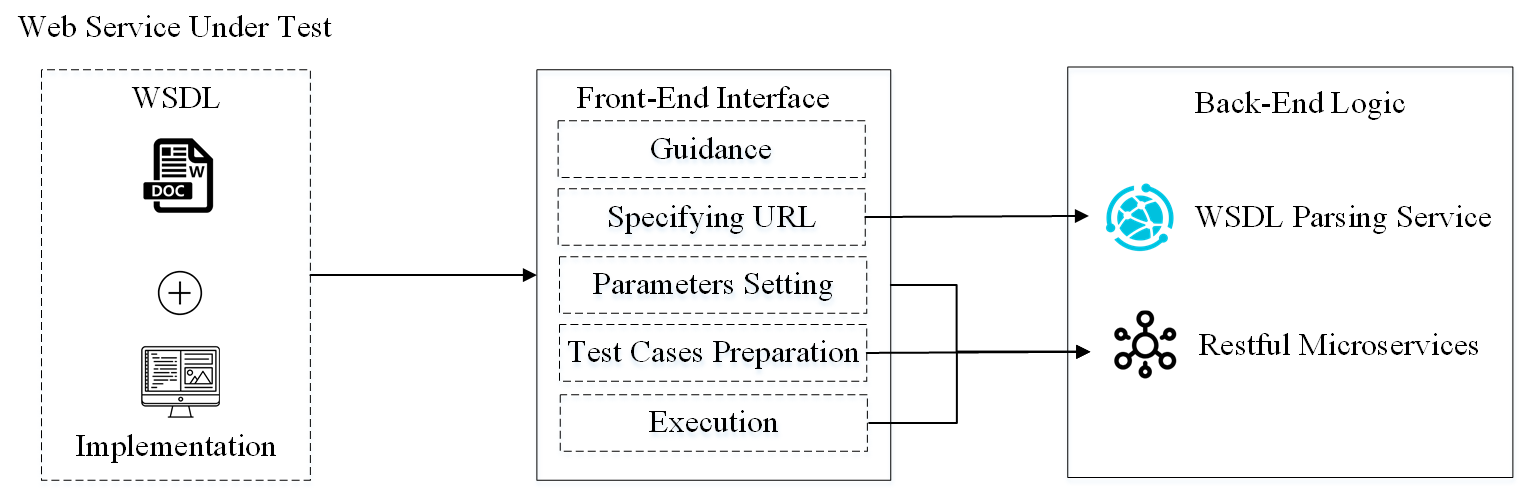 Web Service Under Test
WSDL
W
DOC
Implementation
Front-End Interface
Guidance
Specifying URL
Parameters Setting
Test Cases Preparation
Execution
Back-End Logic
WSDL Parsing Service
Restful Microservices